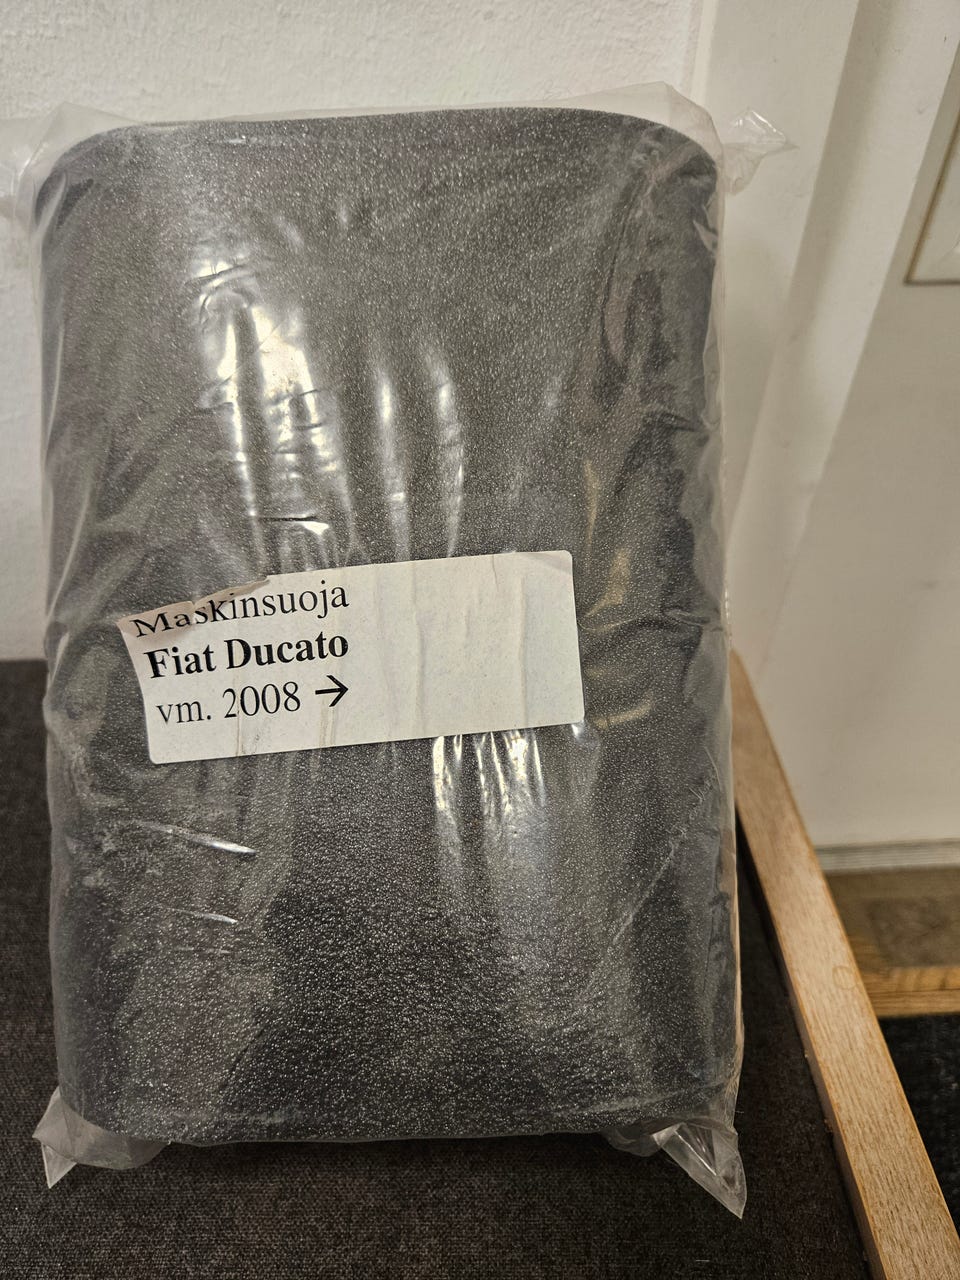 Maskinsuoja
Fiat Ducato
vm. 2008 →